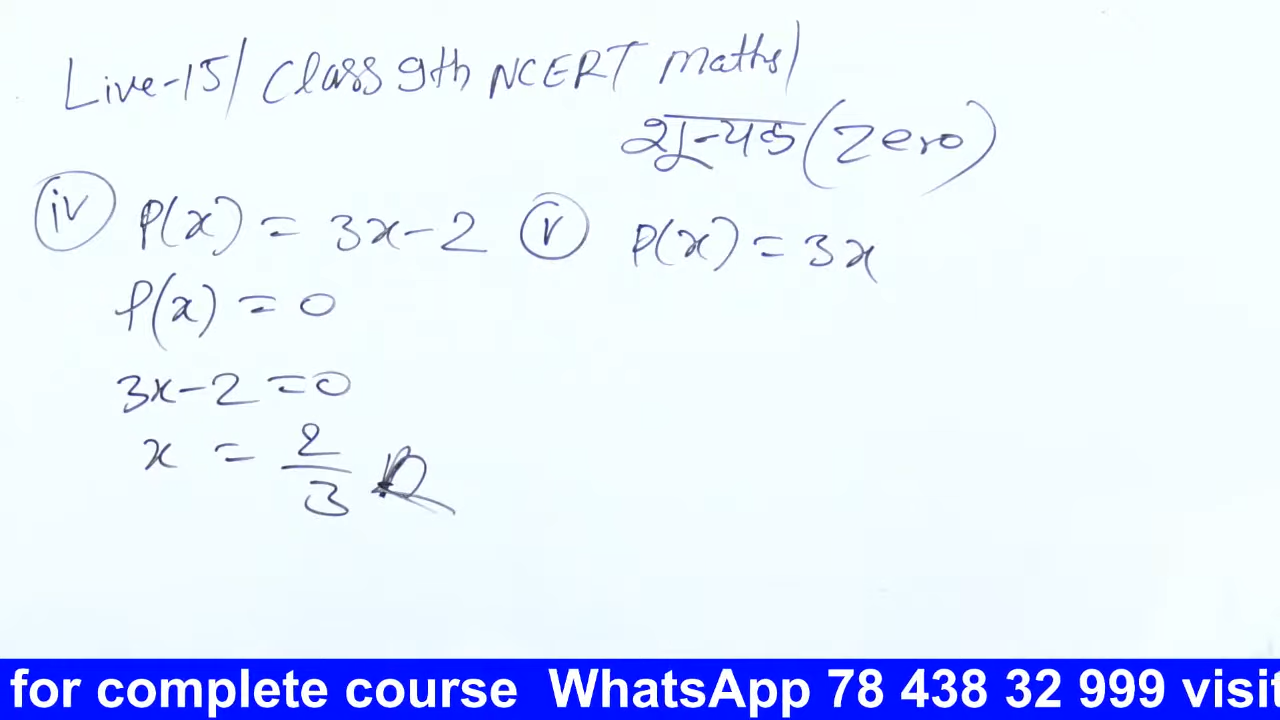 Live-15/ Class 9th NCERT Maths/
शून्यक (Zero)
(iv) P(x) = 3x-2
P(x) = 0
3x-2 = 0
x = 2/3
(v) P(x) = 3x
for complete course WhatsApp 78 438 32 999 visit